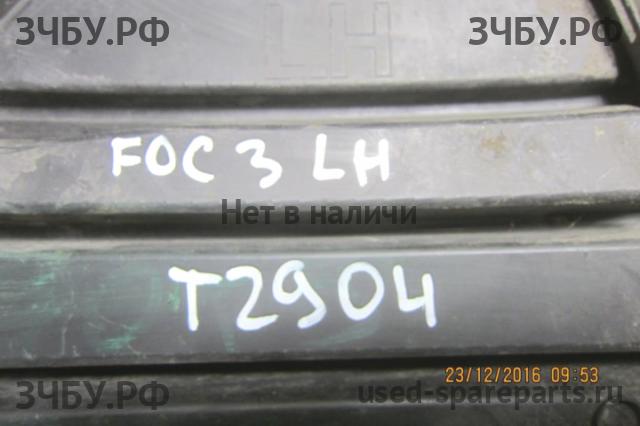 ЗЧБУ.РФ ЗЧБУ.РФ
LH
FOC 3 LH
Нет в наличи
T2904
23/12/2016 09:53
ЗЧБУ.РФ used-spareparts.ru
ЗЧБУ.РФ